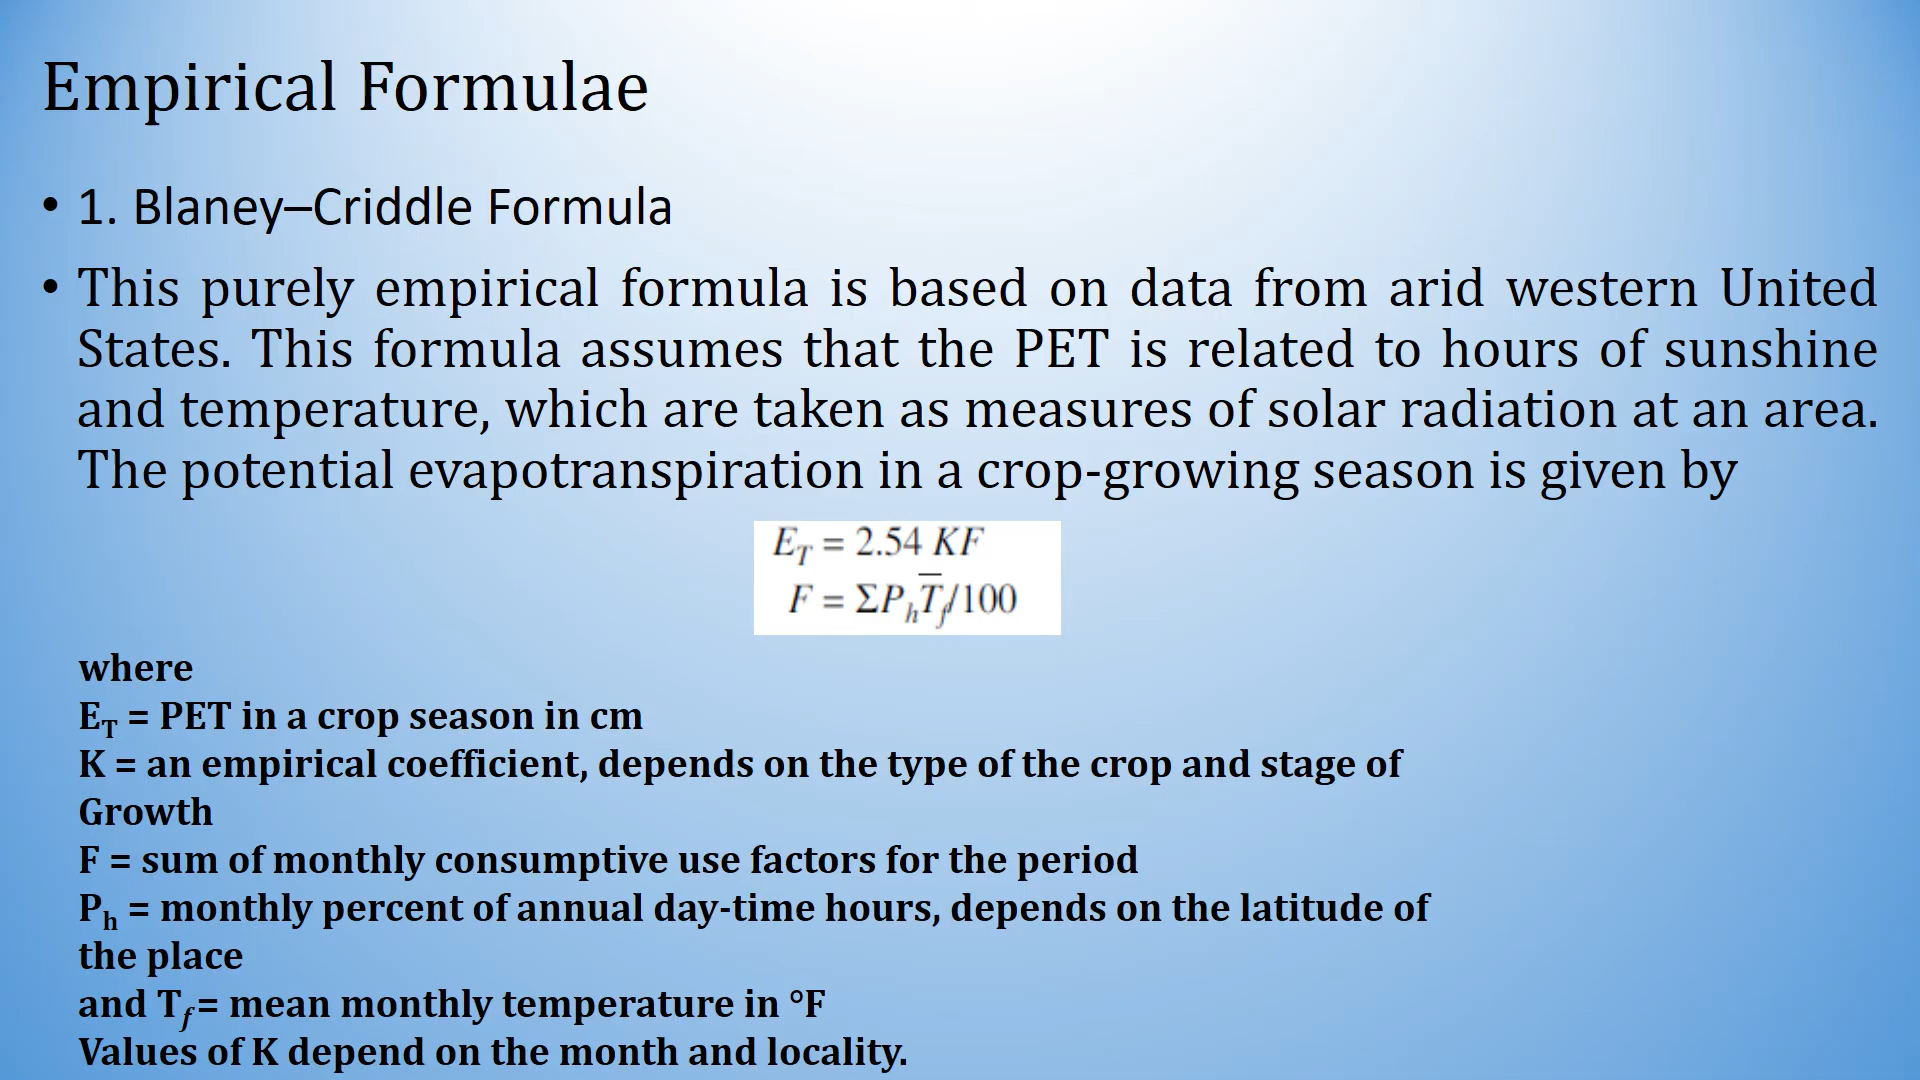 Empirical Formulae
• 1. Blaney–Criddle Formula
• This purely empirical formula is based on data from arid western United
States. This formula assumes that the PET is related to hours of sunshine
and temperature, which are taken as measures of solar radiation at an area.
The potential evapotranspiration in a crop-growing season is given by
E_T = 2.54 KF
F = ΣP_h T̅_f/100
where
E_T = PET in a crop season in cm
K = an empirical coefficient, depends on the type of the crop and stage of
Growth
F = sum of monthly consumptive use factors for the period
P_h = monthly percent of annual day-time hours, depends on the latitude of
the place
and T_f = mean monthly temperature in °F
Values of K depend on the month and locality.